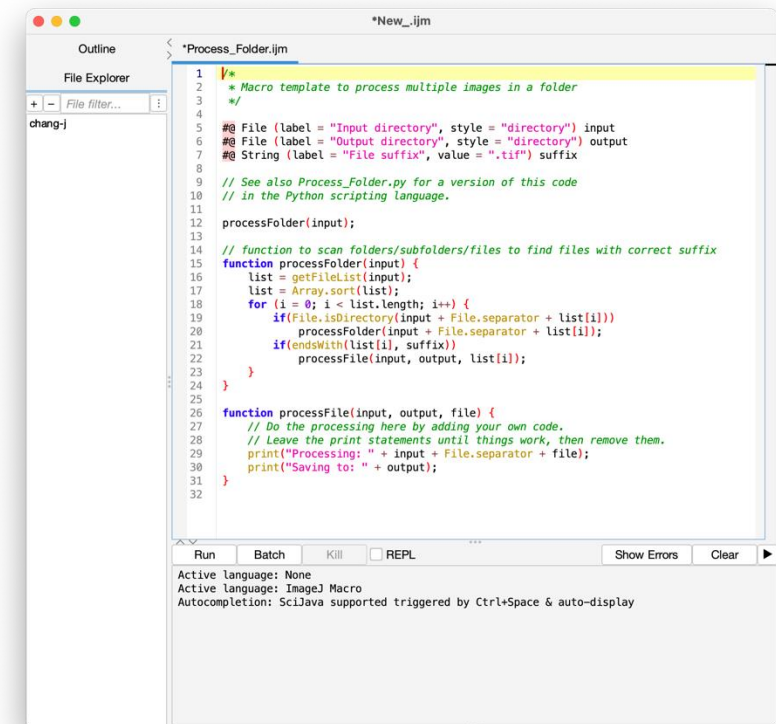 *New_.ijm
Outline
File Explorer
+ - File filter...
chang-j
*Process_Folder.ijm
1 /*
2  * Macro template to process multiple images in a folder
3  */
4
5 #@ File (label = "Input directory", style = "directory") input
6 #@ File (label = "Output directory", style = "directory") output
7 #@ String (label = "File suffix", value = ".tif") suffix
8
9 // See also Process_Folder.py for a version of this code
10 // in the Python scripting language.
11
12 processFolder(input);
13
14 // function to scan folders/subfolders/files to find files with correct suffix
15 function processFolder(input) {
16     list = getFileList(input);
17     list = Array.sort(list);
18     for (i = 0; i < list.length; i++) {
19         if(File.isDirectory(input + File.separator + list[i]))
20             processFolder(input + File.separator + list[i]);
21         if(endsWith(list[i], suffix))
22             processFile(input, output, list[i]);
23     }
24 }
25
26 function processFile(input, output, file) {
27     // Do the processing here by adding your own code.
28     // Leave the print statements until things work, then remove them.
29     print("Processing: " + input + File.separator + file);
30     print("Saving to: " + output);
31 }
32
Run Batch Kill REPL Show Errors Clear
Active language: None
Active language: ImageJ Macro
Autocompletion: SciJava supported triggered by Ctrl+Space & auto-display